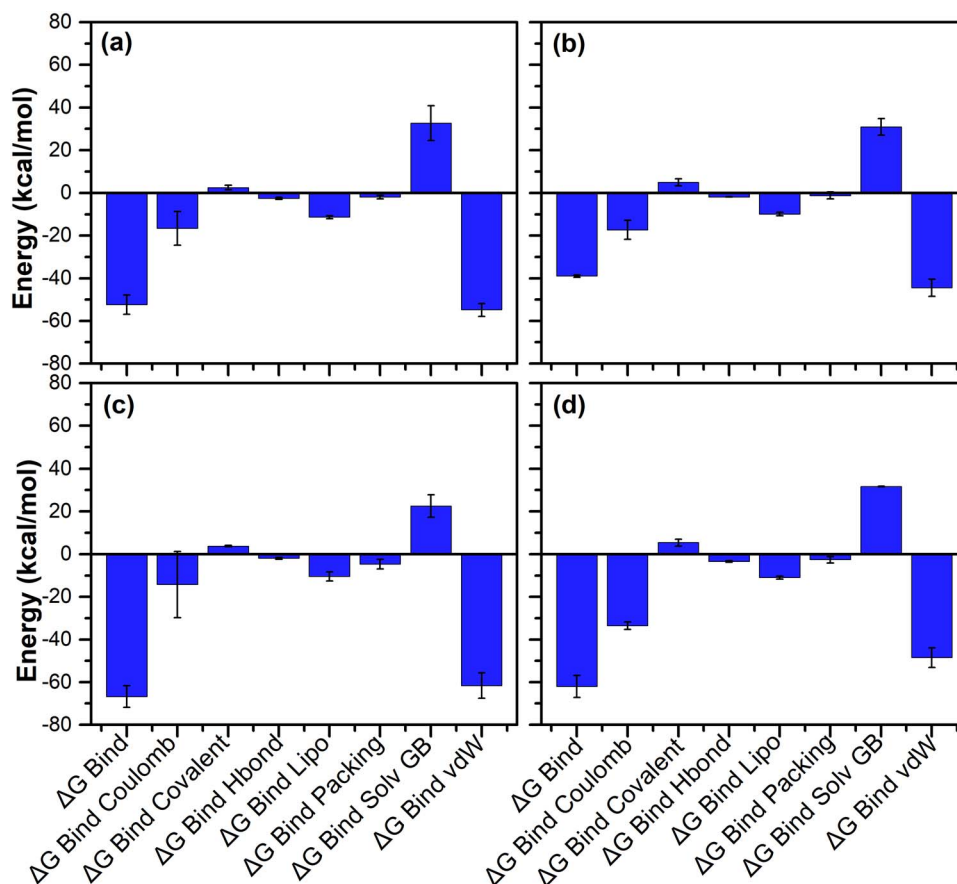 (a)
(b)
Energy (kcal/mol)
80
60
40
20
0
-20
-40
-60
-80
(c)
(d)
Energy (kcal/mol)
80
60
40
20
0
-20
-40
-60
-80
ΔG Bind
ΔG Bind Coulomb
ΔG Bind Covalent
ΔG Bind Hbond
ΔG Bind Lipo
ΔG Bind Packing
ΔG Bind Solv GB
ΔG Bind vdW
ΔG Bind
ΔG Bind Coulomb
ΔG Bind Covalent
ΔG Bind Hbond
ΔG Bind Lipo
ΔG Bind Packing
ΔG Bind Solv GB
ΔG Bind vdW